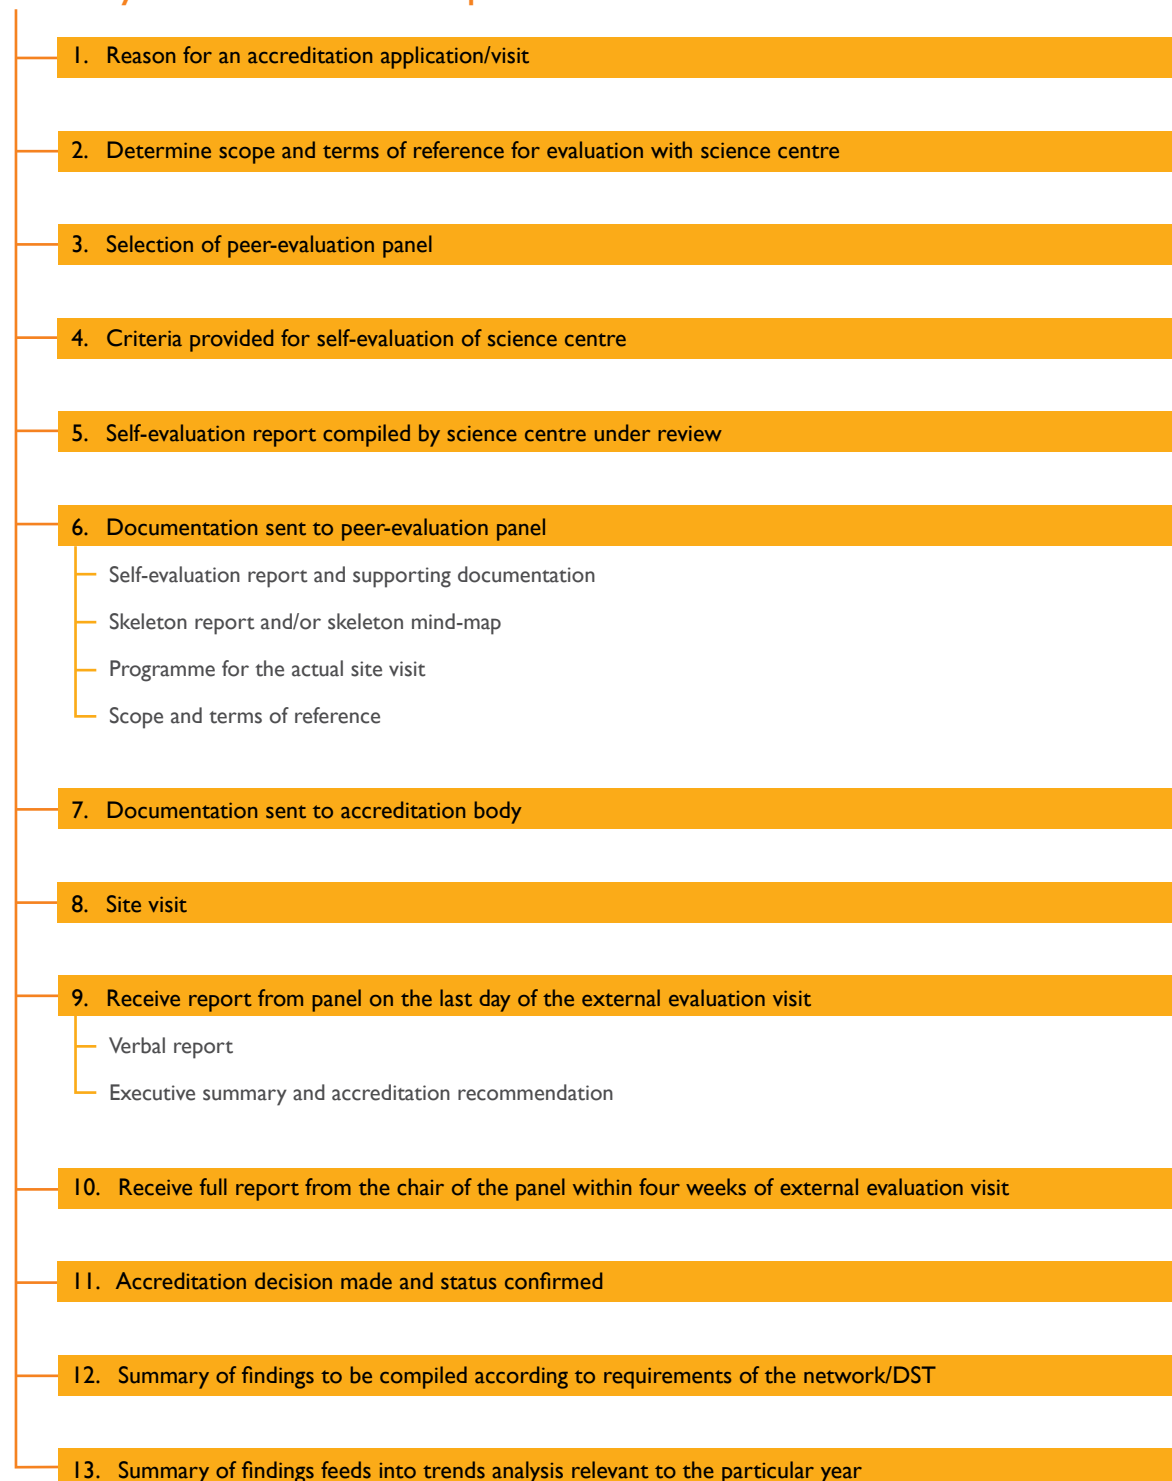 1. Reason for an accreditation application/visit
2. Determine scope and terms of reference for evaluation with science centre
3. Selection of peer-evaluation panel
4. Criteria provided for self-evaluation of science centre
5. Self-evaluation report compiled by science centre under review
6. Documentation sent to peer-evaluation panel
Self-evaluation report and supporting documentation
Skeleton report and/or skeleton mind-map
Programme for the actual site visit
Scope and terms of reference
7. Documentation sent to accreditation body
8. Site visit
9. Receive report from panel on the last day of the external evaluation visit
Verbal report
Executive summary and accreditation recommendation
10. Receive full report from the chair of the panel within four weeks of external evaluation visit
11. Accreditation decision made and status confirmed
12. Summary of findings to be compiled according to requirements of the network/DST
13. Summary of findings feeds into trends analysis relevant to the particular year